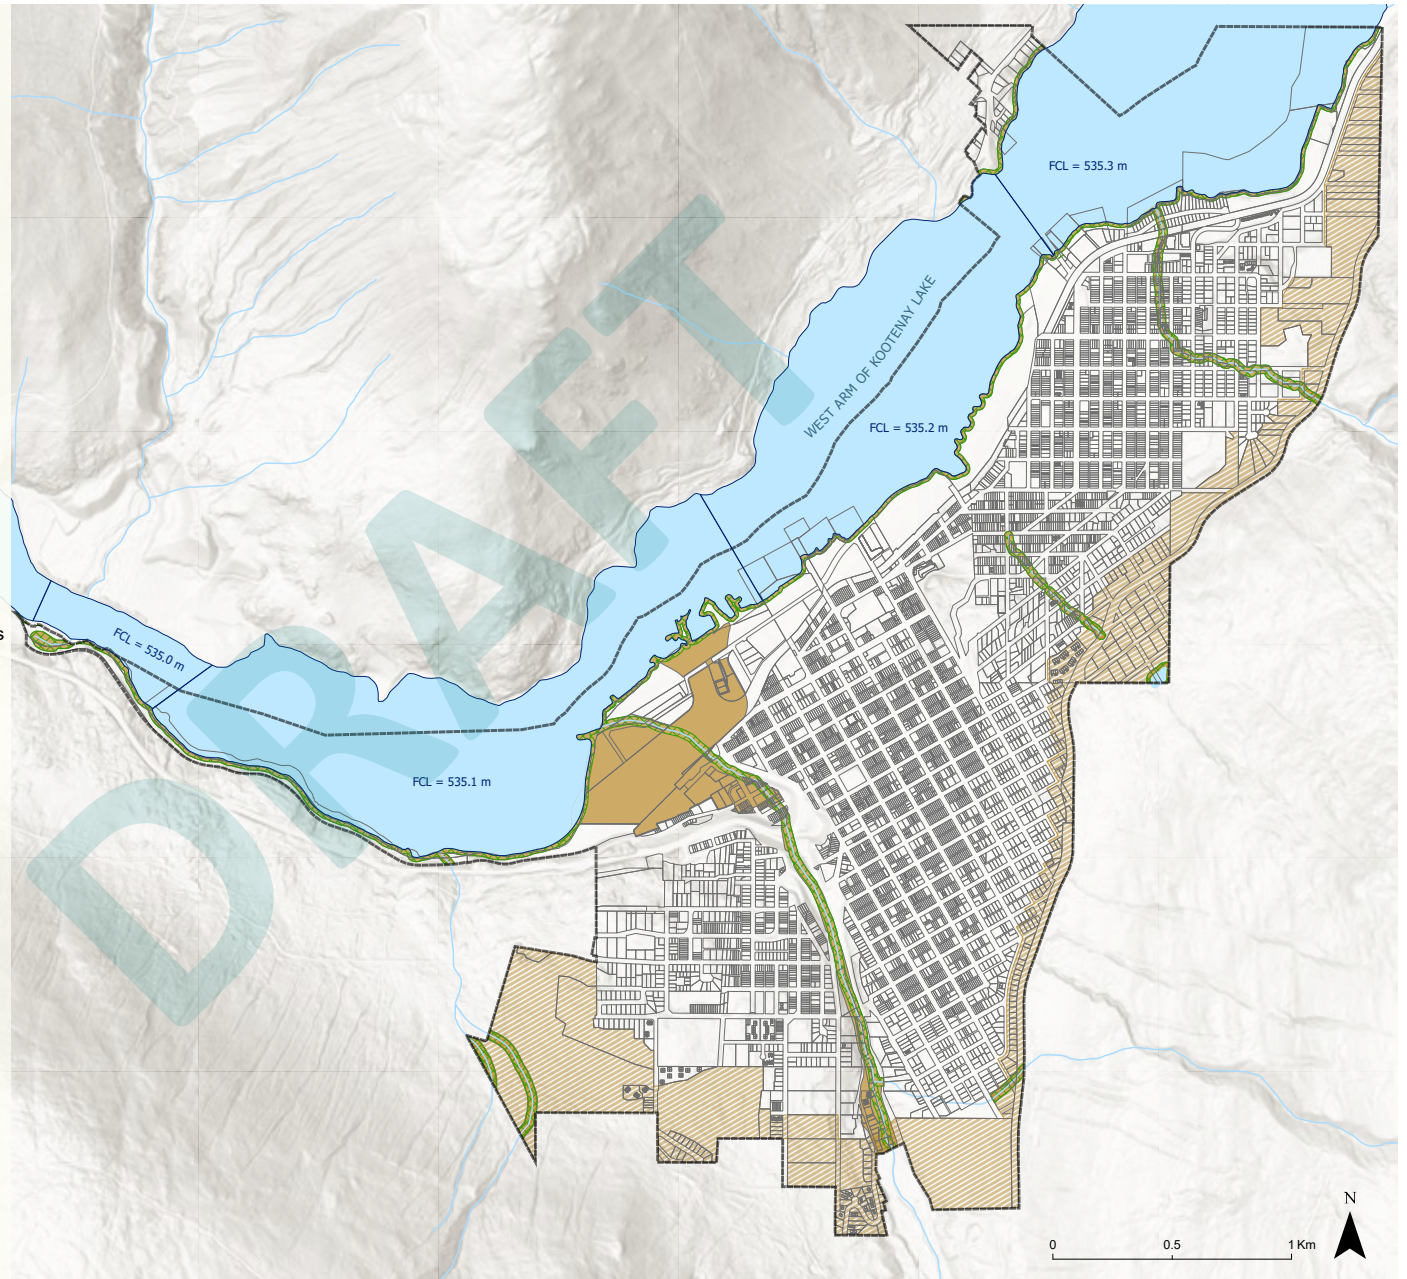 FCL = 535.3 m
WEST ARM OF KOOTENAY LAKE
FCL = 535.2 m
DRAFT
s
FCL = 535.0 m
FCL = 535.1 m
N
0 0.5 1 Km